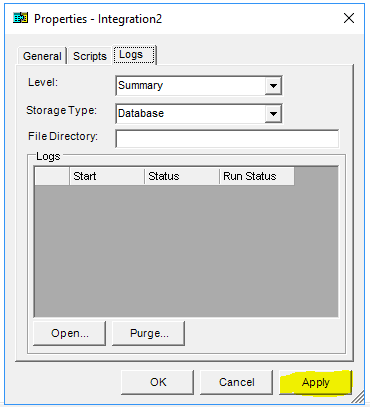 Properties - Integration2
General Scripts Logs
Level: Summary
Storage Type: Database
File Directory:
Logs
Start Status Run Status
Open... Purge...
OK Cancel Apply